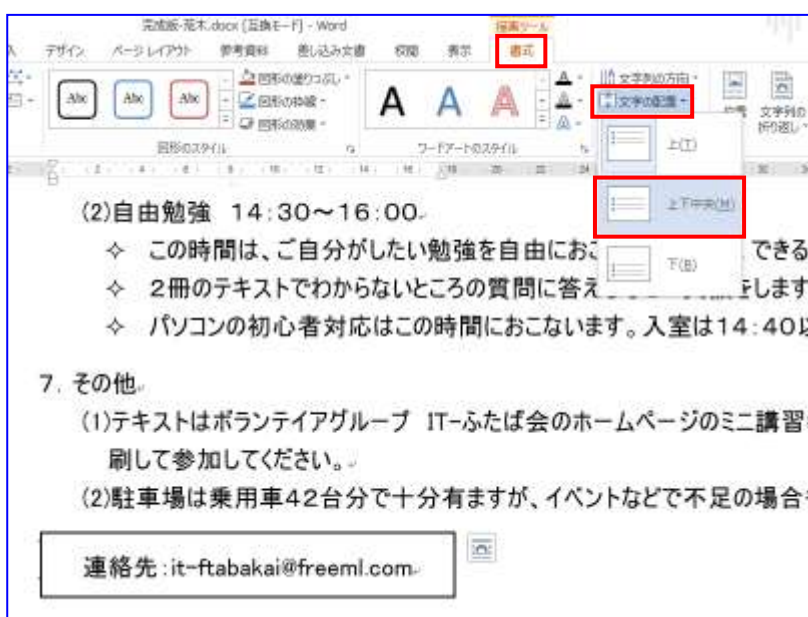 完成版-花木.docx [互換モード] - Word
描画ツール
デザイン ページレイアウト 参考資料 差し込み文書 校閲 表示 書式
Abc Abc Abc
図形の塗りつぶし
図形の枠線
図形の効果
A A A
A
A
A
文字列の方向
文字の配置
文字列の
折り返し
図形のスタイル
ワードアートのスタイル
上(T)
上下中央(M)
下(B)
(2)自由勉強 14:30～16:00
◇ この時間は、ご自分がしたい勉強を自由におこ
できる
◇ 2冊のテキストでわからないところの質問に答え
をします
◇ パソコンの初心者対応はこの時間におこないます。入室は14:40以
7. その他
(1)テキストはボランテイアグループ IT-ふたば会のホームページのミニ講習
刷して参加してください。
(2)駐車場は乗用車42台分で十分有ますが、イベントなどで不足の場合
連絡先:it-ftabakai@freeml.com